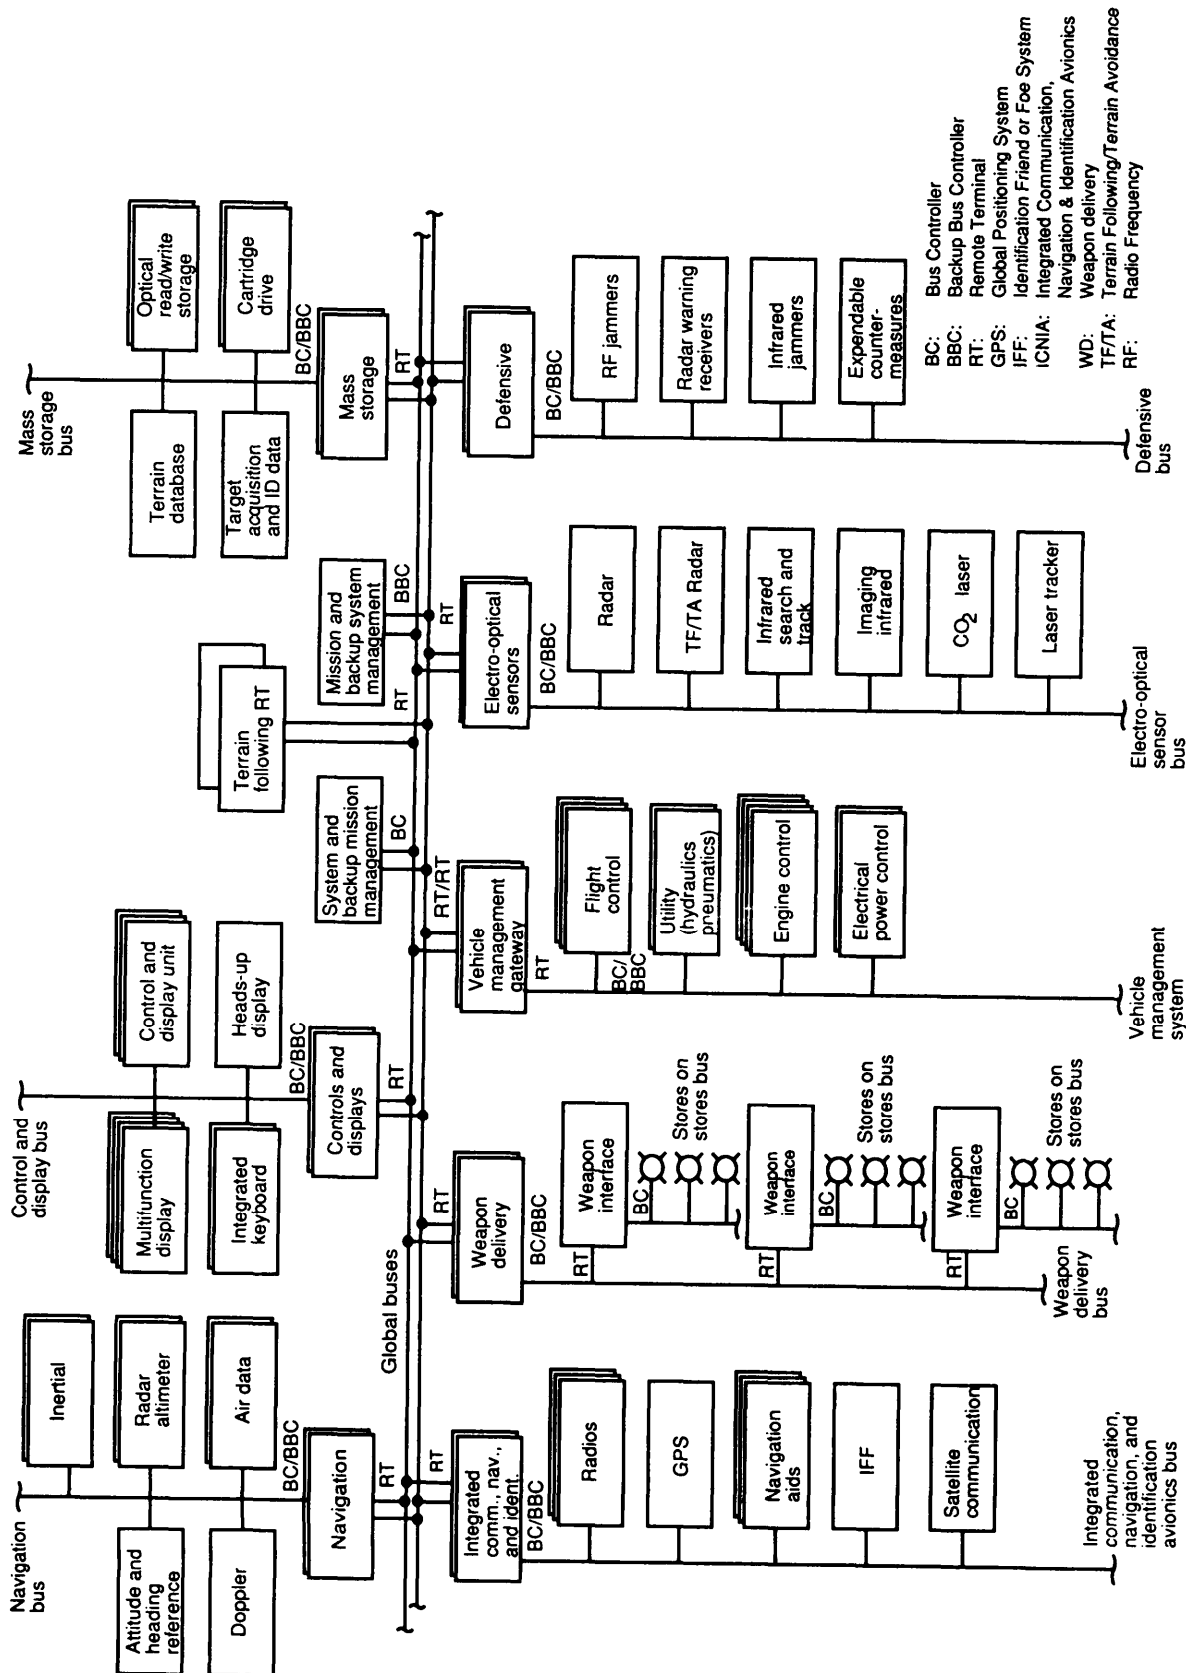 Navigation
bus
Inertial
Attitude and
heading
reference
Radar
altimeter
Doppler
Air data
BC/BBC
Navigation
RT
Control and
display bus
Multifunction
display
Control and
display unit
Integrated
keyboard
Heads-up
display
BC/BBC
Controls and
displays
RT
System and
backup mission
management
BC
Terrain
following RT
RT
Mission and
backup system
management
BBC
Mass
storage
bus
Terrain
database
Optical
read/write
storage
Target
acquisition
and ID data
Cartridge
drive
BC/BBC
Mass
storage
RT
Global buses
RT
Integrated
comm., nav.,
and ident.
BC/BBC
Radios
GPS
Navigation
aids
IFF
Satellite
communication
Integrated
communication,
navigation, and
identification
avionics bus
RT
Weapon
delivery
BC/BBC
Weapon
interface
RT
BC
Stores on
stores bus
Weapon
interface
RT
BC
Stores on
stores bus
Weapon
interface
RT
BC
Stores on
stores bus
Weapon
delivery
bus
RT/RT
Vehicle
management
gateway
RT
Flight
control
BC/
BBC
Utility
(hydraulics
pneumatics)
Engine control
Electrical
power control
Vehicle
management
system
RT
Electro-optical
sensors
BC/BBC
Radar
TF/TA Radar
Infrared
search and
track
Imaging
infrared
CO2 laser
Laser tracker
Electro-optical
sensor
bus
Defensive
BC/BBC
RF jammers
Radar warning
receivers
Infrared
jammers
Expendable
counter-
measures
Defensive
bus
BC: Bus Controller
BBC: Backup Bus Controller
RT: Remote Terminal
GPS: Global Positioning System
IFF: Identification Friend or Foe System
ICNIA: Integrated Communication,
Navigation & Identification Avionics
WD: Weapon delivery
TF/TA: Terrain Following/Terrain Avoidance
RF: Radio Frequency